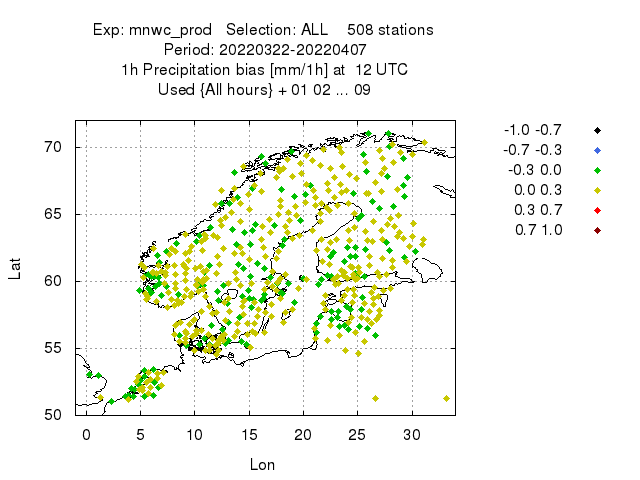 Exp: mnwc_prod   Selection: ALL    508 stations
Period: 20220322-20220407
1h Precipitation bias [mm/1h] at  12 UTC
Used {All hours} + 01 02 ... 09
-1.0 -0.7
-0.7 -0.3
-0.3 0.0
0.0 0.3
0.3 0.7
0.7 1.0
70
65
60
55
50
Lat
0 5 10 15 20 25 30
Lon